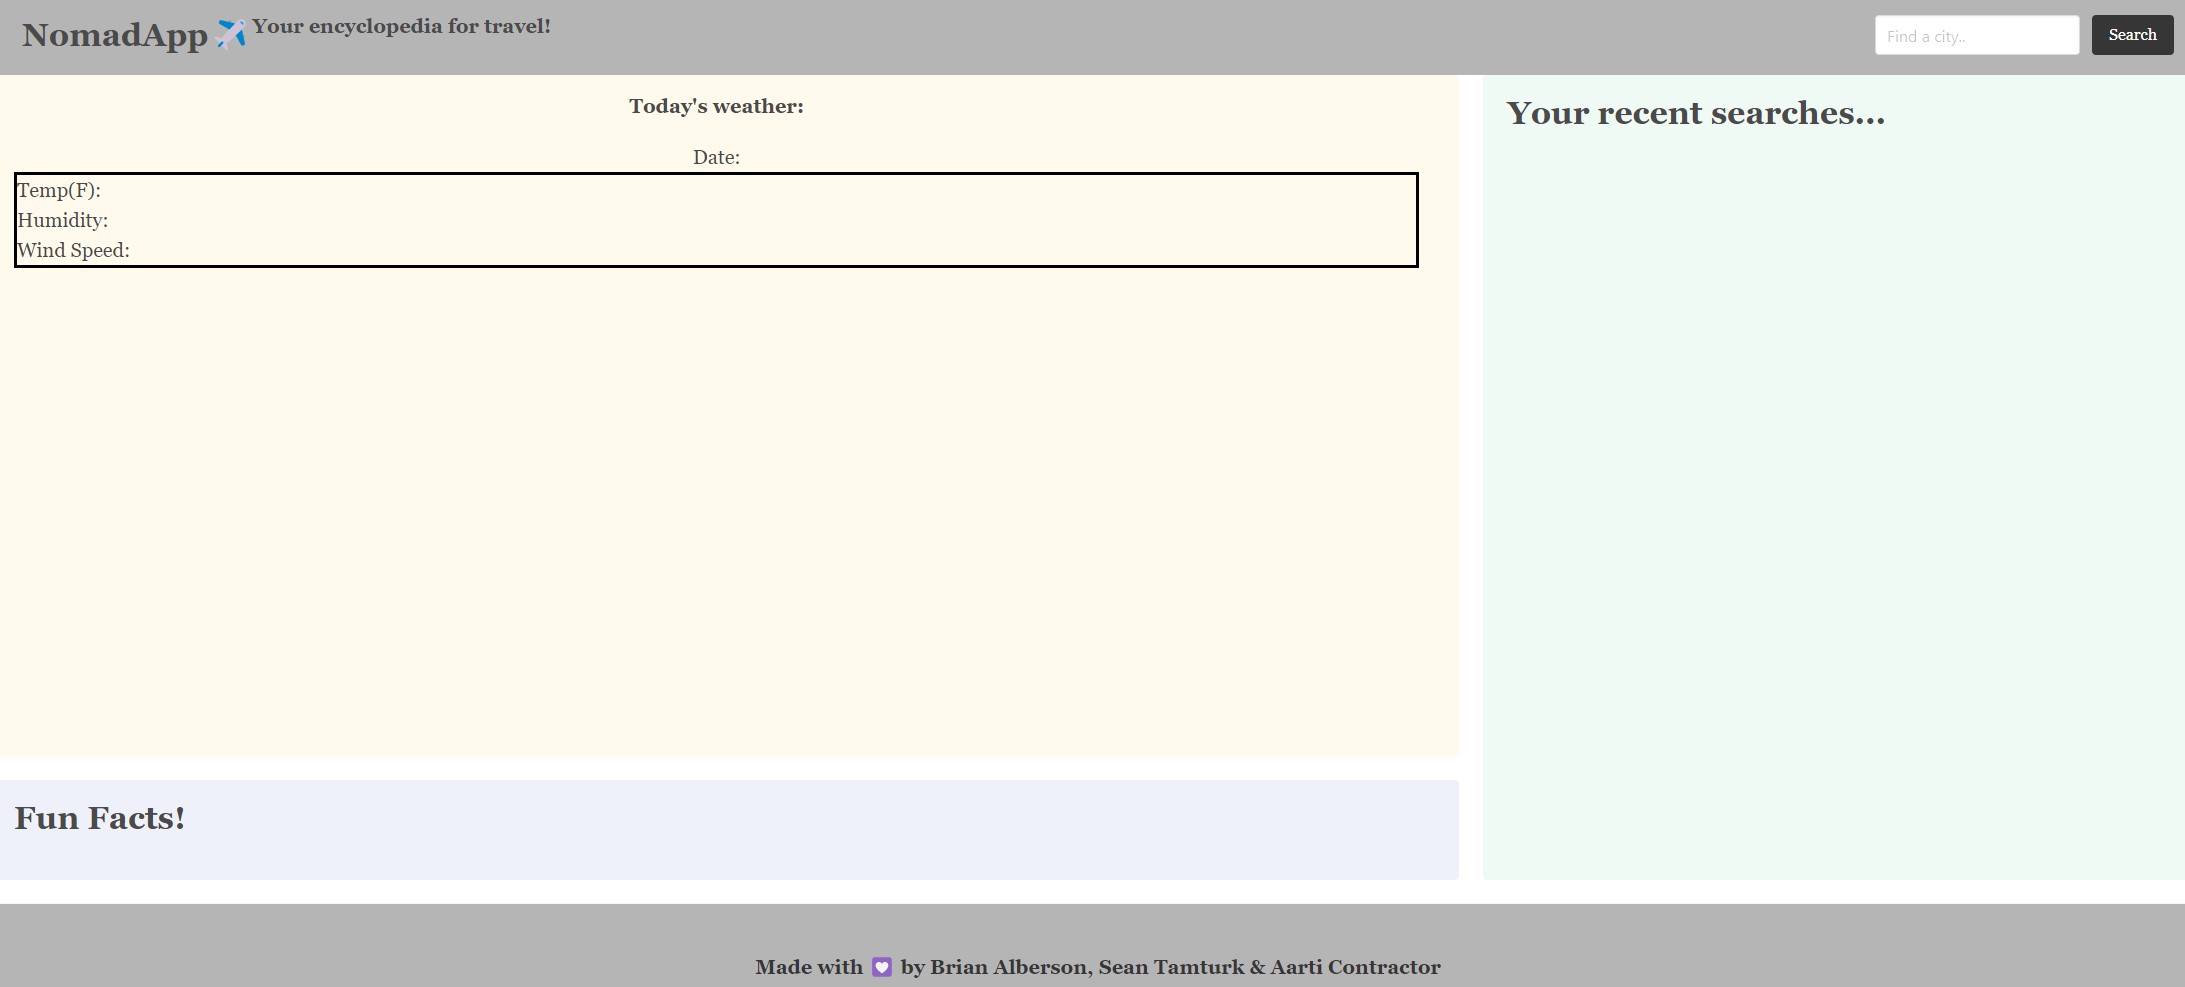 NomadApp ✈️ Your encyclopedia for travel!
Find a city..
Search
Today's weather:
Date:
Temp(F):
Humidity:
Wind Speed:
Your recent searches...
Fun Facts!
Made with 💟 by Brian Alberson, Sean Tamturk & Aarti Contractor